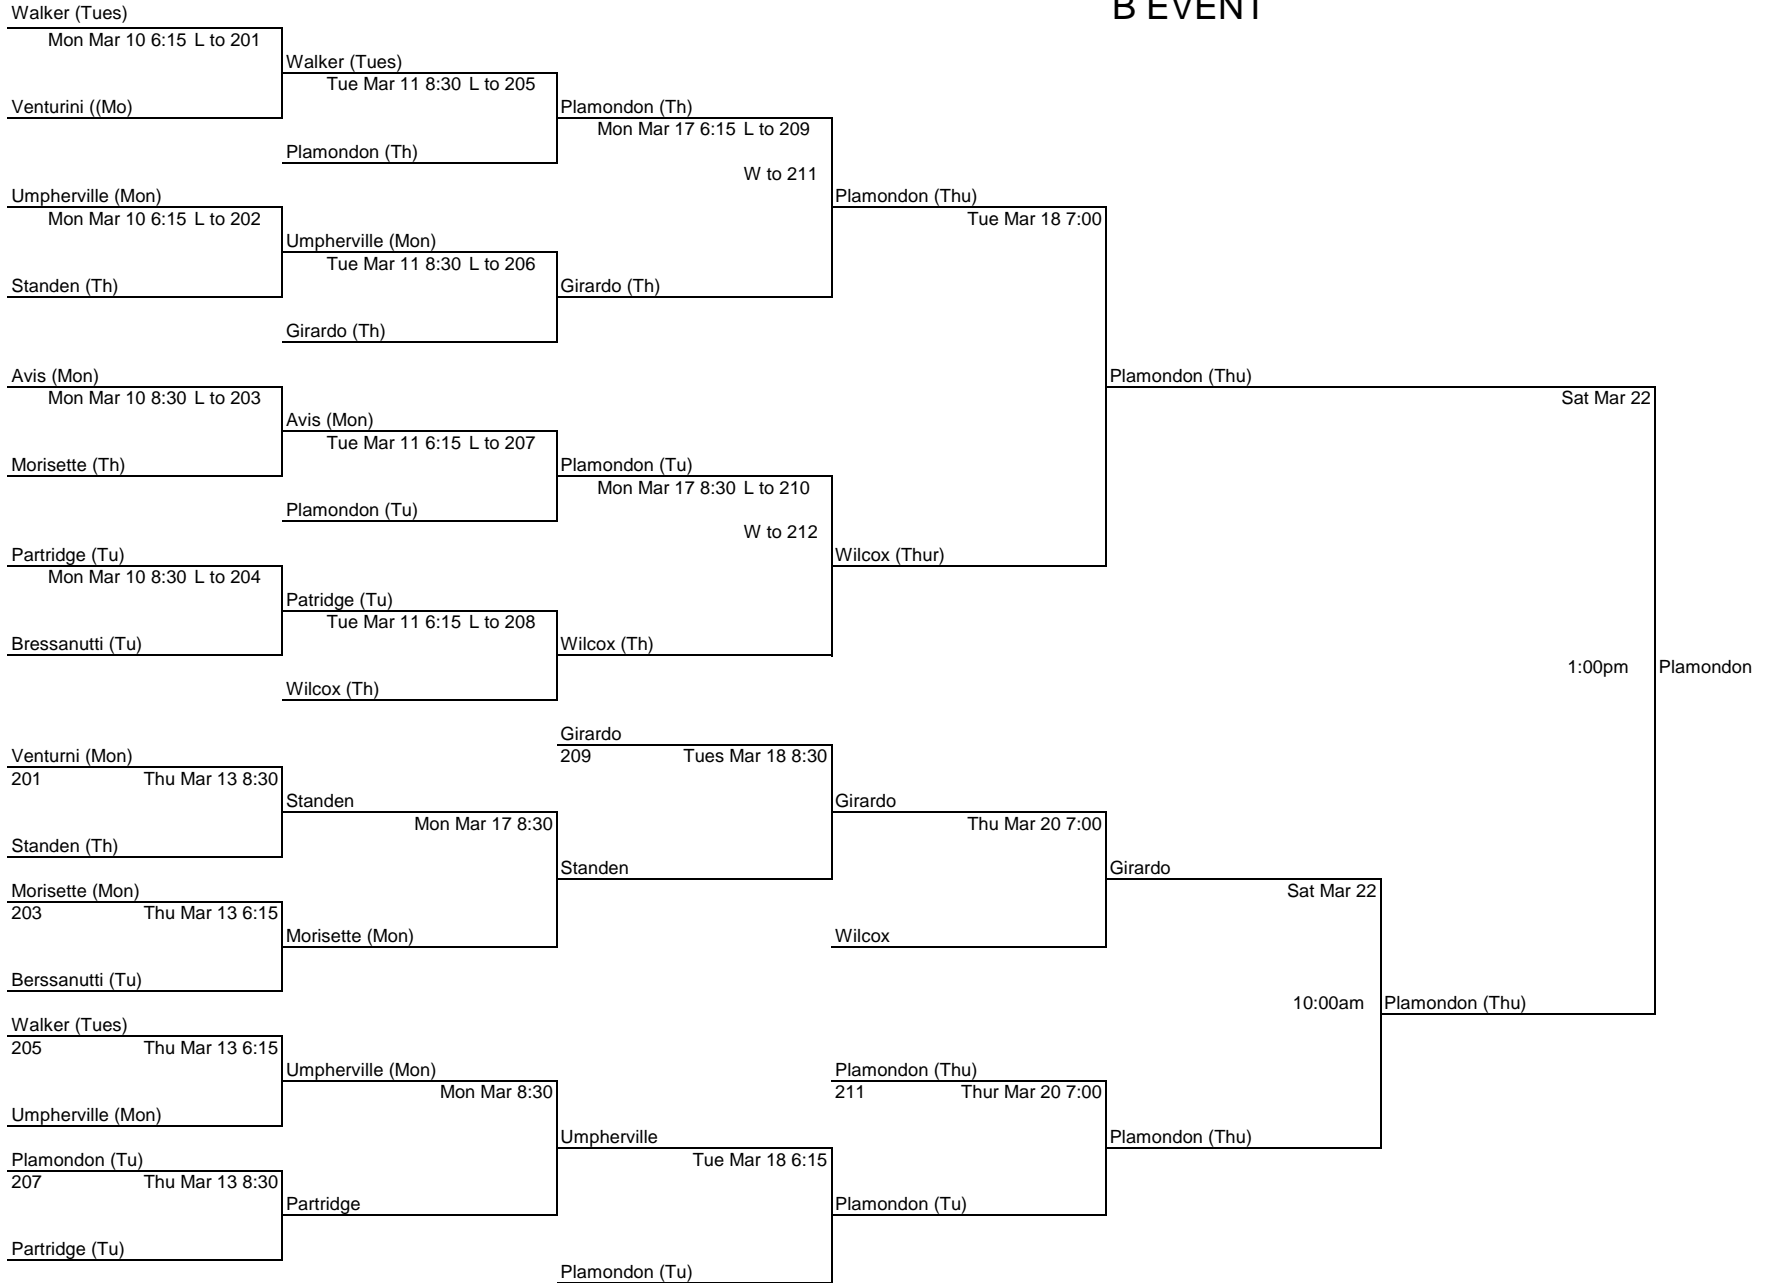 B EVENT
Walker (Tues)
Mon Mar 10 6:15 L to 201
Walker (Tues)
Tue Mar 11 8:30 L to 205
Venturini ((Mo)
Plamondon (Th)
Mon Mar 17 6:15 L to 209
Plamondon (Th)
W to 211
Umpherville (Mon)
Plamondon (Thu)
Mon Mar 10 6:15 L to 202
Tue Mar 18 7:00
Umpherville (Mon)
Tue Mar 11 8:30 L to 206
Standen (Th)
Girardo (Th)
Girardo (Th)
Avis (Mon)
Plamondon (Thu)
Mon Mar 10 8:30 L to 203
Sat Mar 22
Avis (Mon)
Tue Mar 11 6:15 L to 207
Morisette (Th)
Plamondon (Tu)
Mon Mar 17 8:30 L to 210
Plamondon (Tu)
W to 212
Partridge (Tu)
Wilcox (Thur)
Mon Mar 10 8:30 L to 204
Patridge (Tu)
Tue Mar 11 6:15 L to 208
Bressanutti (Tu)
Wilcox (Th)
1:00pm Plamondon
Wilcox (Th)
Girardo
Venturni (Mon)
209 Tues Mar 18 8:30
201 Thu Mar 13 8:30
Standen
Girardo
Mon Mar 17 8:30
Thu Mar 20 7:00
Standen (Th)
Standen
Girardo
Morisette (Mon)
Sat Mar 22
203 Thu Mar 13 6:15
Morisette (Mon)
Wilcox
Berssanutti (Tu)
10:00am Plamondon (Thu)
Walker (Tues)
205 Thu Mar 13 6:15
Umpherville (Mon)
Plamondon (Thu)
Mon Mar 8:30
211 Thur Mar 20 7:00
Umpherville (Mon)
Umpherville
Plamondon (Thu)
Plamondon (Tu)
Tue Mar 18 6:15
207 Thu Mar 13 8:30
Partridge
Plamondon (Tu)
Partridge (Tu)
Plamondon (Tu)